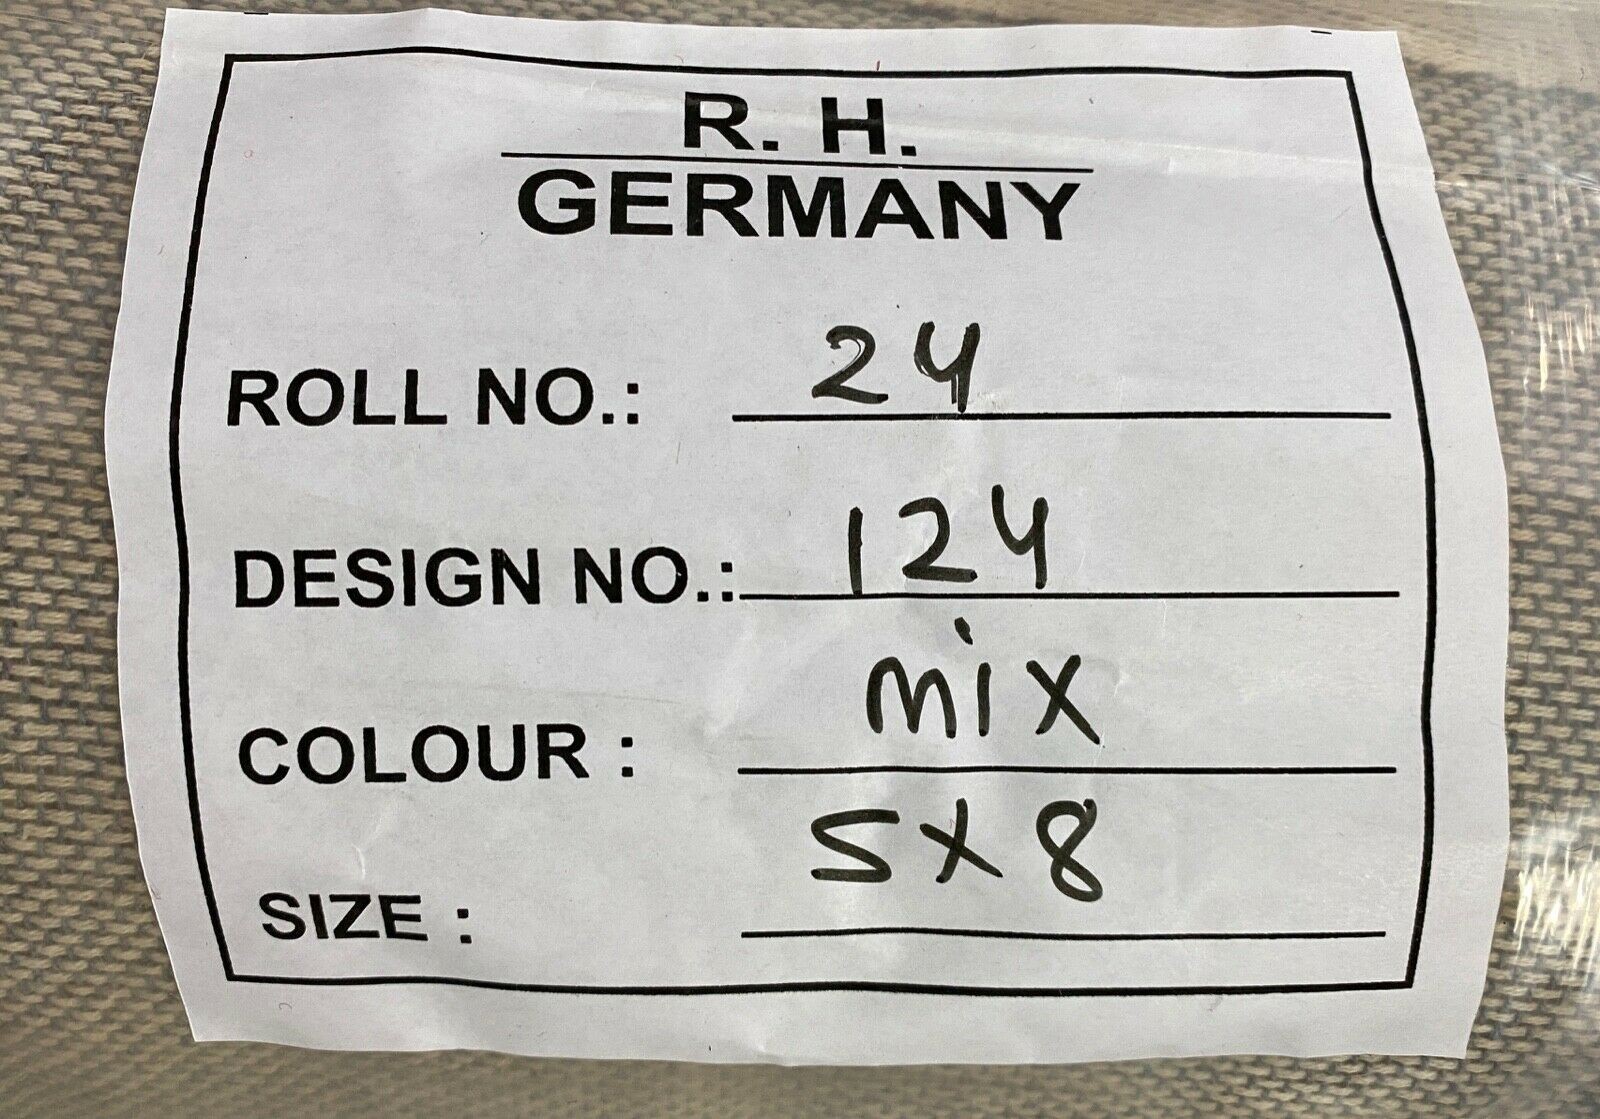 R. H.
GERMANY
ROLL NO.: 24
DESIGN NO.: 124
COLOUR : mix
SIZE : 5x8